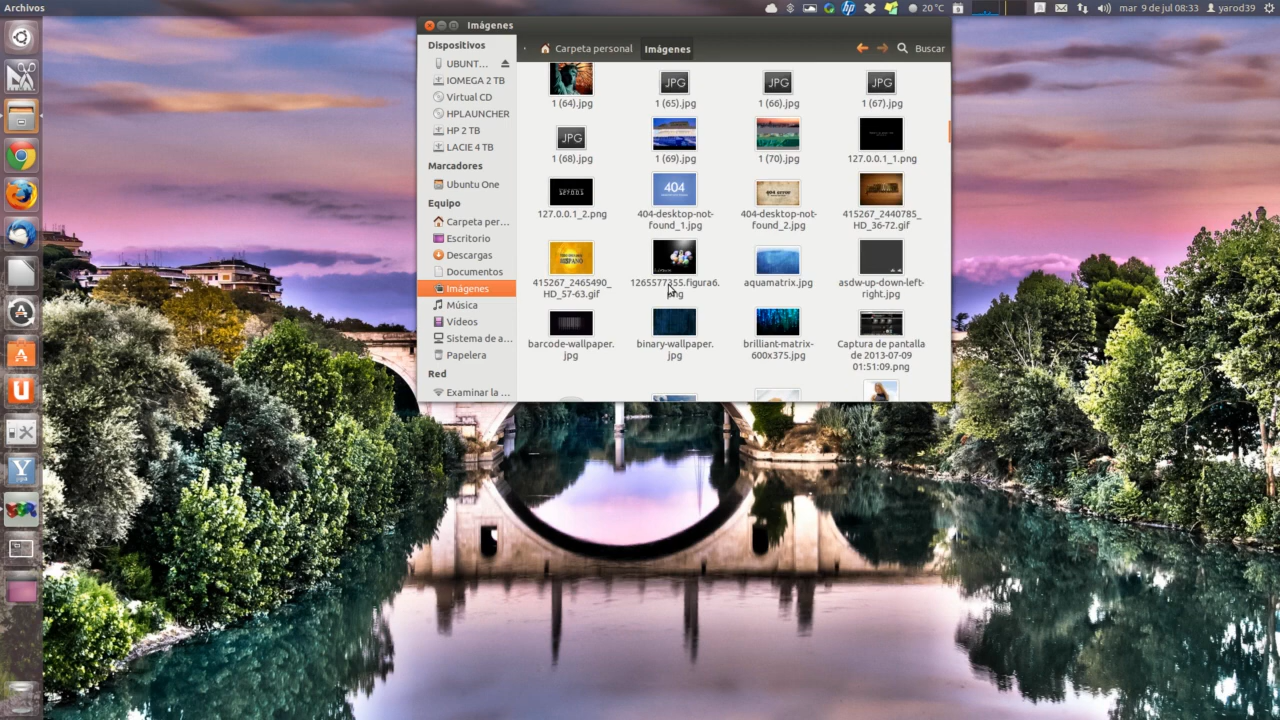 Archivos
20 °C
mar 9 de jul 08:33
yarod39
Imágenes
Dispositivos
UBUNT...
IOMEGA 2 TB
Virtual CD
HPLAUNCHER
HP 2 TB
LACIE 4 TB
Marcadores
Ubuntu One
Equipo
Carpeta per...
Escritorio
Descargas
Documentos
Imágenes
Música
Vídeos
Sistema de a...
Papelera
Red
Examinar la ...
Carpeta personal
Imágenes
Buscar
JPG
JPG
JPG
1 (64).jpg
1 (65).jpg
1 (66).jpg
1 (67).jpg
JPG
1 (68).jpg
1 (69).jpg
1 (70).jpg
127.0.0.1_1.png
404
127.0.0.1_2.png
404-desktop-not-
found_1.jpg
404-desktop-not-
found_2.jpg
415267_2440785_
HD_36-72.gif
415267_2465490_
HD_57-63.gif
1265577355.figura6.
png
aquamatrix.jpg
asdw-up-down-left-
right.jpg
barcode-wallpaper.
jpg
binary-wallpaper.
jpg
brilliant-matrix-
600x375.jpg
Captura de pantalla
de 2013-07-09
01:51:09.png